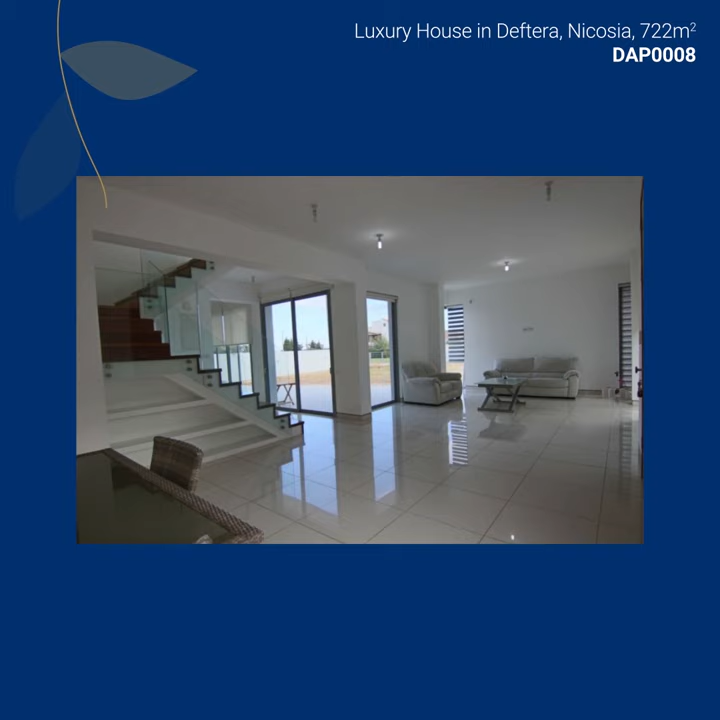 Luxury House in Deftera, Nicosia, 722m²
DAP0008